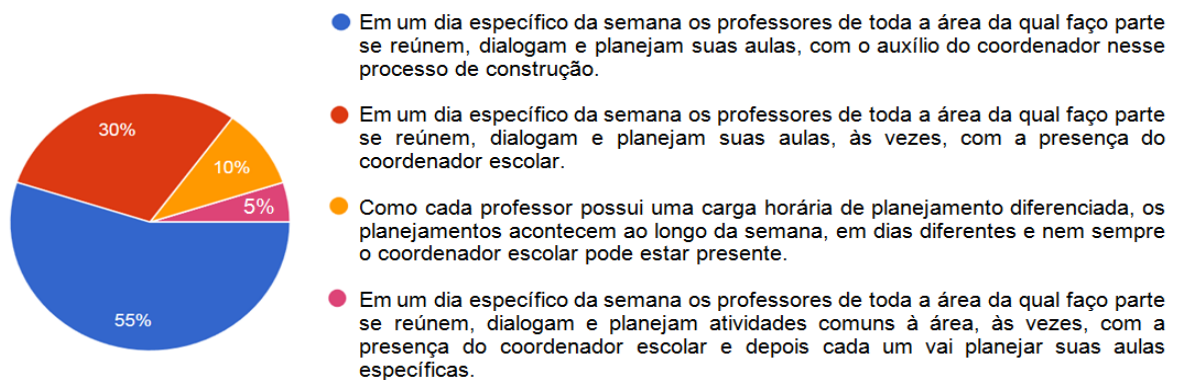 Em um dia específico da semana os professores de toda a área da qual faço parte
se reúnem, dialogam e planejam suas aulas, com o auxílio do coordenador nesse
processo de construção.
Em um dia específico da semana os professores de toda a área da qual faço parte
se reúnem, dialogam e planejam suas aulas, às vezes, com a presença do
coordenador escolar.
Como cada professor possui uma carga horária de planejamento diferenciada, os
planejamentos acontecem ao longo da semana, em dias diferentes e nem sempre
o coordenador escolar pode estar presente.
Em um dia específico da semana os professores de toda a área da qual faço parte
se reúnem, dialogam e planejam atividades comuns à área, às vezes, com a
presença do coordenador escolar e depois cada um vai planejar suas aulas
específicas.
30%
10%
5%
55%